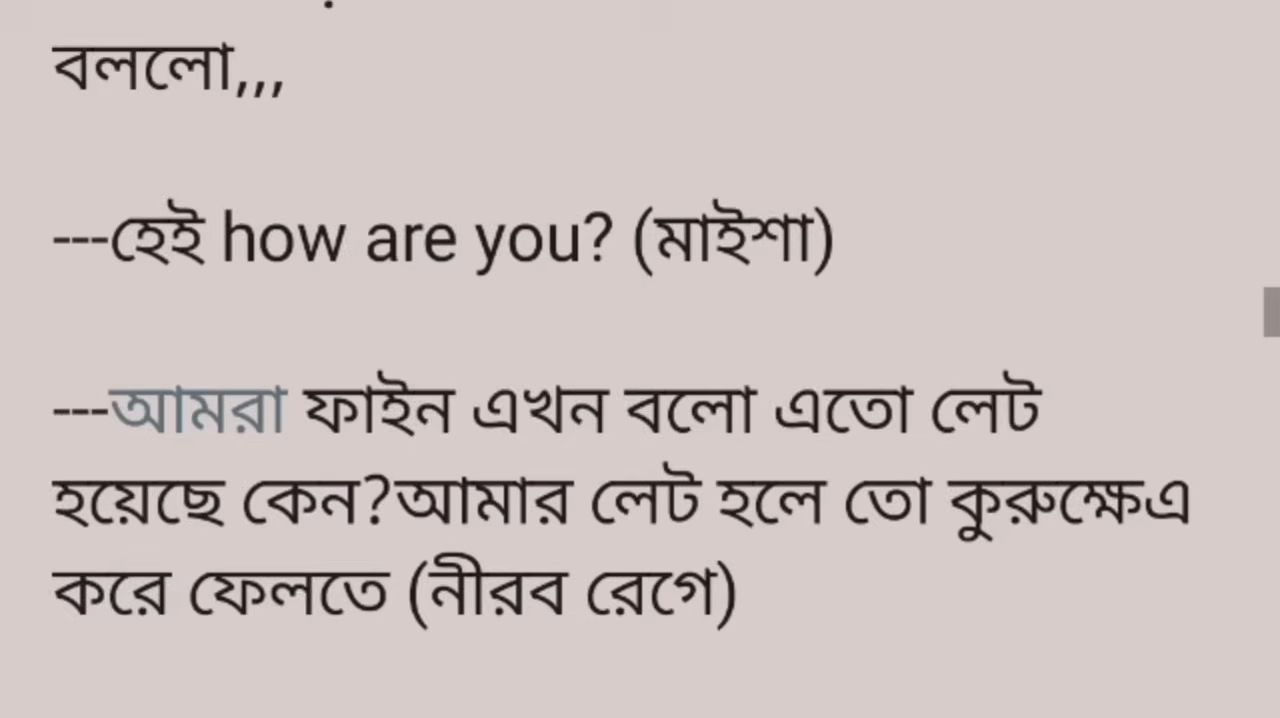 বললো,,,
---হেই how are you? (মাইশা)
---আমরা ফাইন এখন বলো এতো লেট
হয়েছে কেন?আমার লেট হলে তো কুরুক্ষেএ
করে ফেলতে (নীরব রেগে)